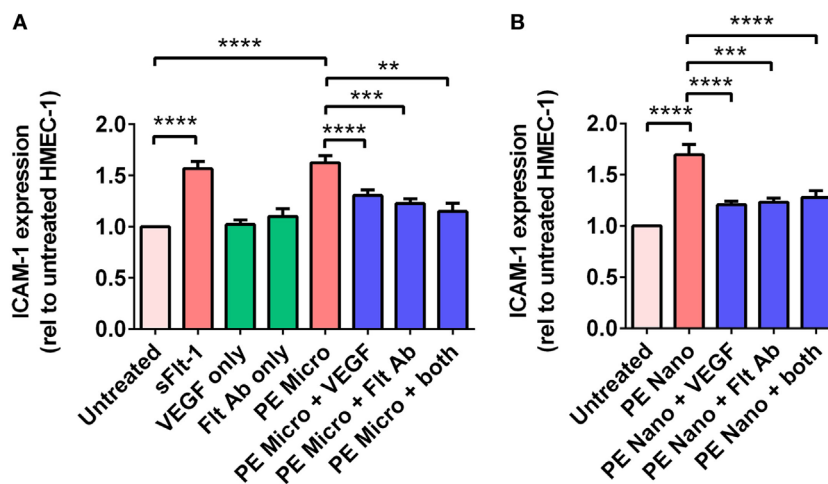 A
ICAM-1 expression
(rel to untreated HMEC-1)
2.0
1.5
1.0
0.5
0.0
****
****
**
***
****
Untreated
sFlt-1
VEGF only
Flt Ab only
PE Micro
PE Micro + VEGF
PE Micro + Flt Ab
PE Micro + both
B
ICAM-1 expression
(rel to untreated HMEC-1)
2.0
1.5
1.0
0.5
0.0
****
***
****
****
Untreated
PE Nano
PE Nano + VEGF
PE Nano + Flt Ab
PE Nano + both